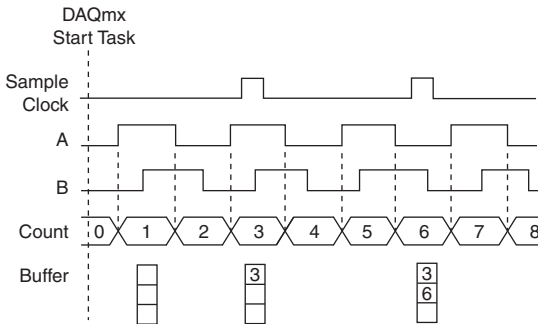 DAQmx
Start Task
Sample
Clock
A
B
Count 0 1 2 3 4 5 6 7 8
Buffer 3 3
6